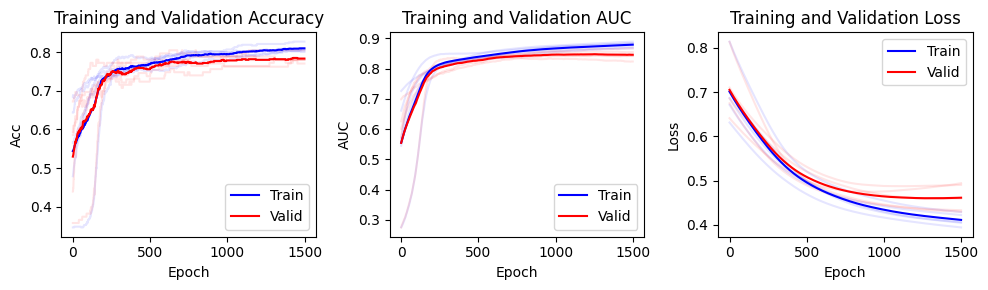 Training and Validation Accuracy
Acc
0.8
0.7
0.6
0.5
0.4
0
500
1000
1500
Epoch
Train
Valid
Training and Validation AUC
AUC
0.9
0.8
0.7
0.6
0.5
0.4
0.3
0
500
1000
1500
Epoch
Train
Valid
Training and Validation Loss
Loss
0.8
0.7
0.6
0.5
0.4
0
500
1000
1500
Epoch
Train
Valid